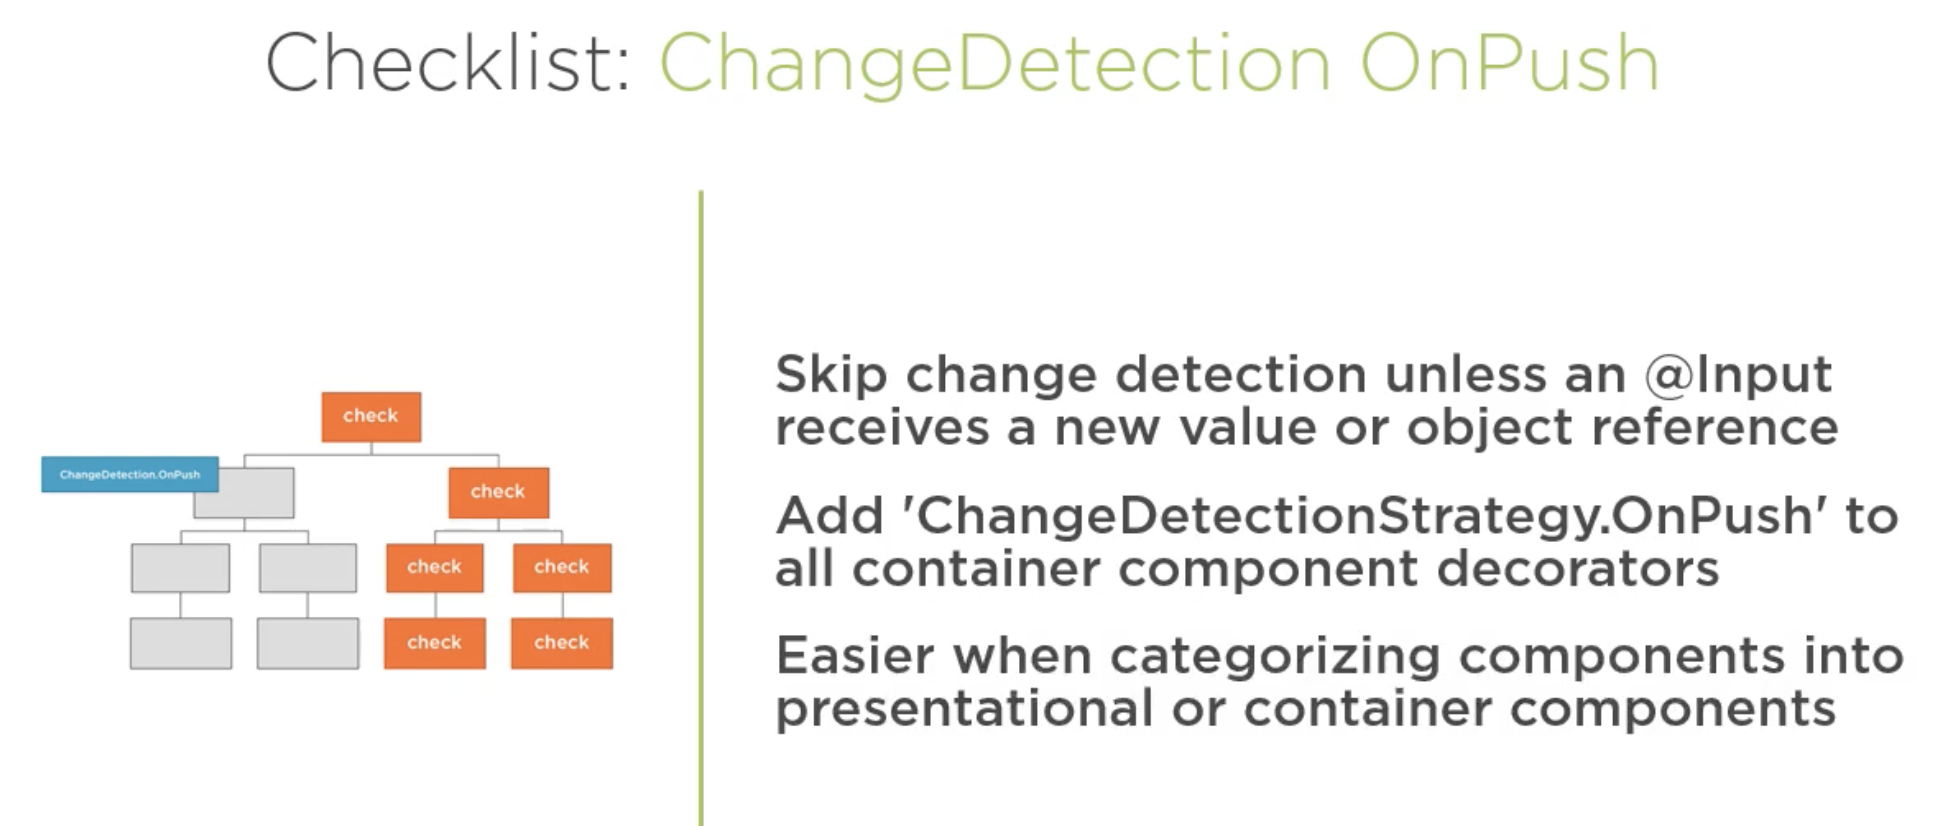 Checklist: ChangeDetection OnPush
check
ChangeDetection.OnPush
check
check
check
check
check
Skip change detection unless an @Input
receives a new value or object reference
Add 'ChangeDetectionStrategy.OnPush' to
all container component decorators
Easier when categorizing components into
presentational or container components